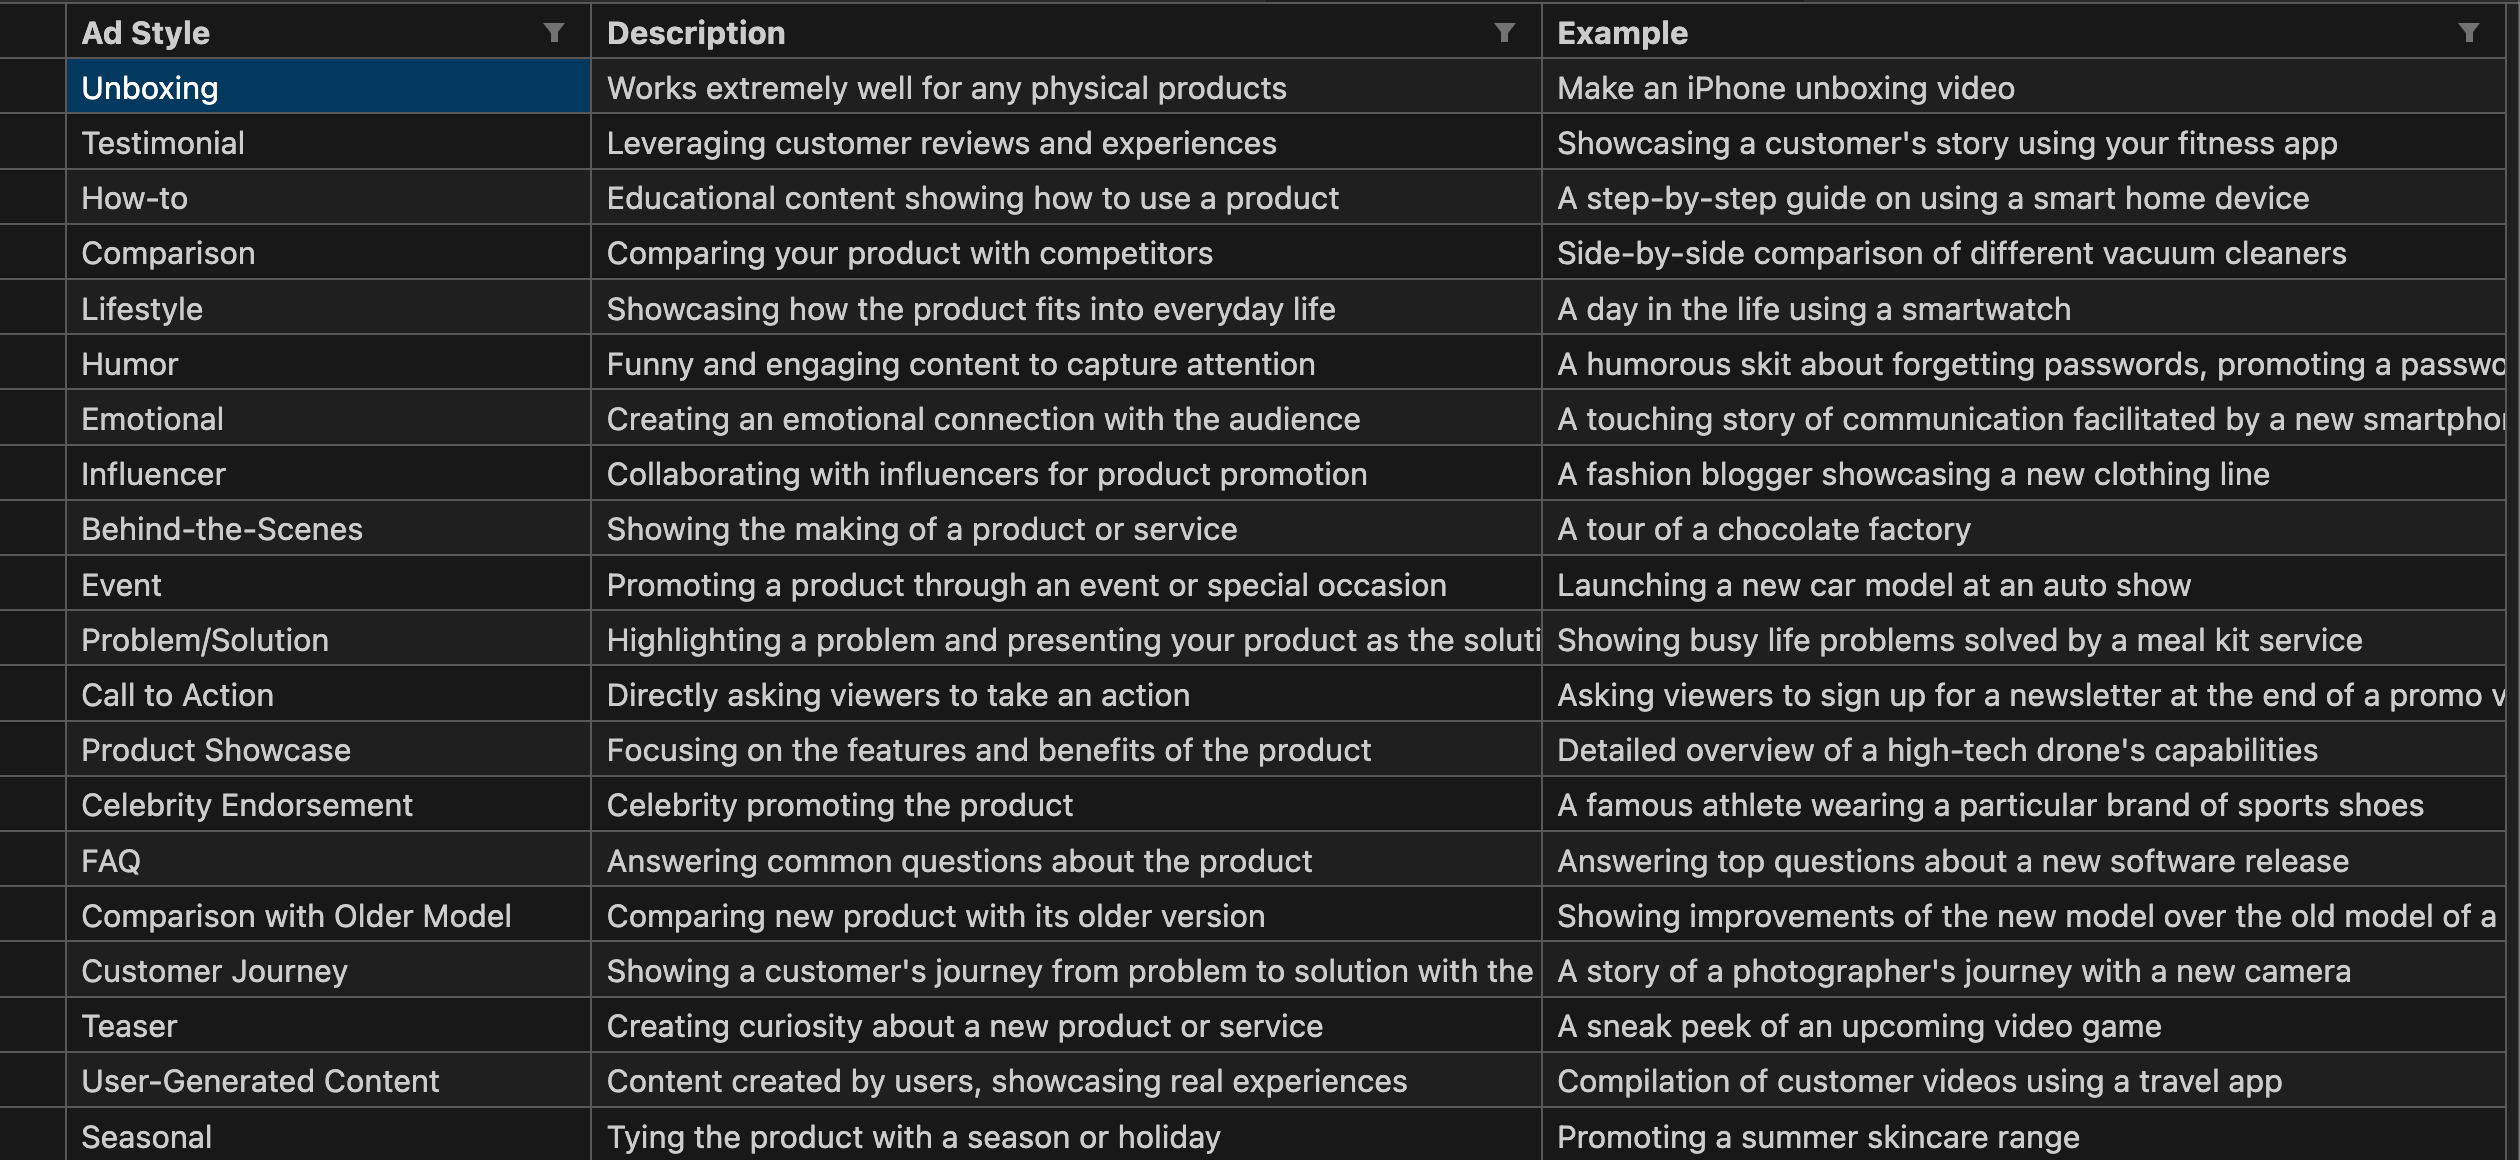 Ad Style Description Example
Unboxing Works extremely well for any physical products Make an iPhone unboxing video
Testimonial Leveraging customer reviews and experiences Showcasing a customer's story using your fitness app
How-to Educational content showing how to use a product A step-by-step guide on using a smart home device
Comparison Comparing your product with competitors Side-by-side comparison of different vacuum cleaners
Lifestyle Showcasing how the product fits into everyday life A day in the life using a smartwatch
Humor Funny and engaging content to capture attention A humorous skit about forgetting passwords, promoting a
Emotional Creating an emotional connection with the audience A touching story of communication facilitated by a new
Influencer Collaborating with influencers for product promotion A fashion blogger showcasing a new clothing line
Behind-the-Scenes Showing the making of a product or service A tour of a chocolate factory
Event Promoting a product through an event or special occasion Launching a new car model at an auto show
Problem/Solution Highlighting a problem and presenting your product as the Showing busy life problems solved by a meal kit service
Call to Action Directly asking viewers to take an action Asking viewers to sign up for a newsletter at the end of a promo
Product Showcase Focusing on the features and benefits of the product Detailed overview of a high-tech drone's capabilities
Celebrity Endorsement Celebrity promoting the product A famous athlete wearing a particular brand of sports shoes
FAQ Answering common questions about the product Answering top questions about a new software release
Comparison with Older Model Comparing new product with its older version Showing improvements of the new model over the old model of a
Customer Journey Showing a customer's journey from problem to solution with the A story of a photographer's journey with a new camera
Teaser Creating curiosity about a new product or service A sneak peek of an upcoming video game
User-Generated Content Content created by users, showcasing real experiences Compilation of customer videos using a travel app
Seasonal Tying the product with a season or holiday Promoting a summer skincare range